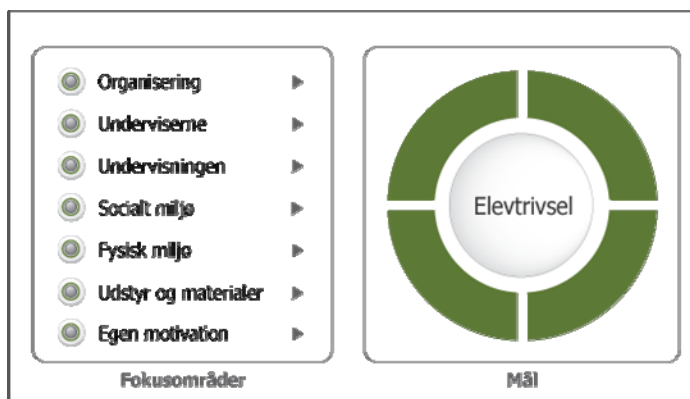 Organisering
Underviserne
Undervisningen
Socialt miljø
Fysisk miljø
Udstyr og materialer
Egen motivation
Fokusområder
Elevtrivsel
Mål